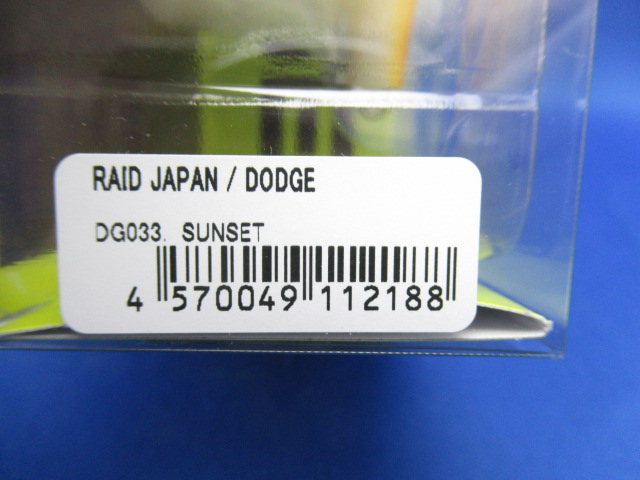 RAID JAPAN / DODGE
DG033. SUNSET
4 570049 112188